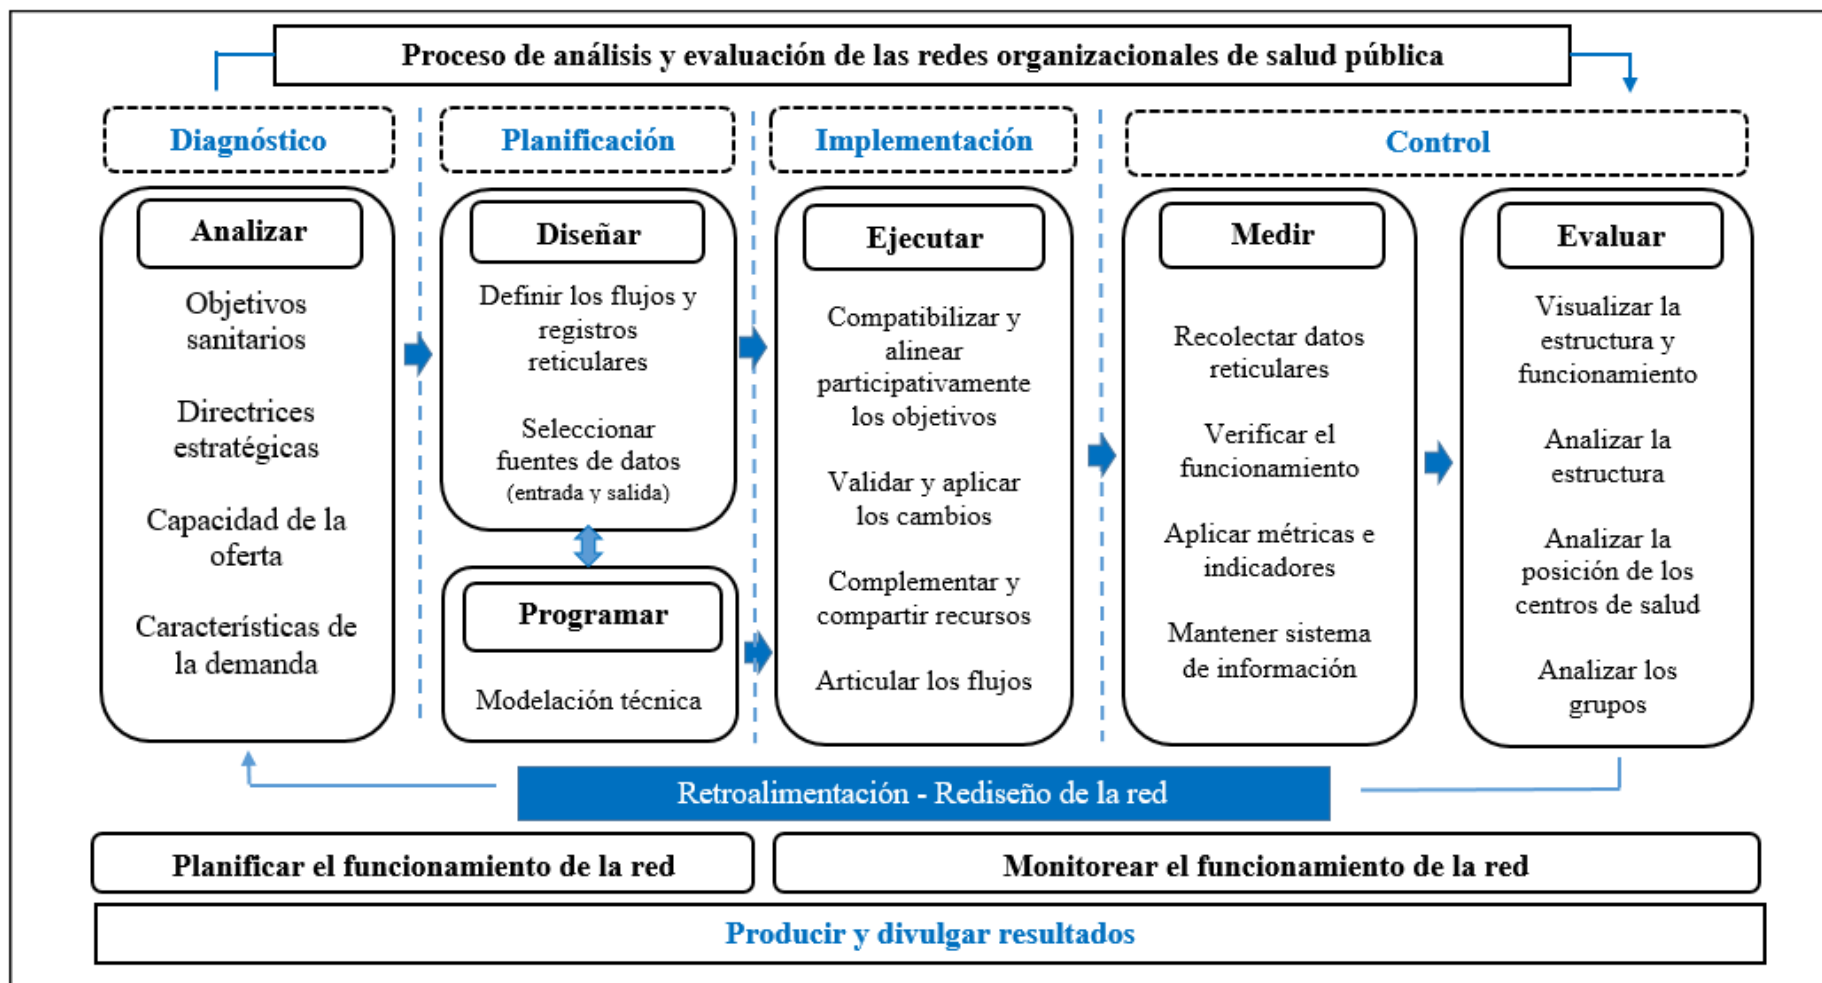 Proceso de análisis y evaluación de las redes organizacionales de salud pública
Diagnóstico
Planificación
Implementación
Control
Analizar
Objetivos
sanitarios
Directrices
estratégicas
Capacidad de la
oferta
Características de
la demanda
Diseñar
Definir los flujos y
registros
reticulares
Seleccionar
fuentes de datos
(entrada y salida)
Programar
Modelación técnica
Ejecutar
Compatibilizar y
alinear
participativamente
los objetivos
Validar y aplicar
los cambios
Complementar y
compartir recursos
Articular los flujos
Medir
Recolectar datos
reticulares
Verificar el
funcionamiento
Aplicar métricas e
indicadores
Mantener sistema
de información
Evaluar
Visualizar la
estructura y
funcionamiento
Analizar la
estructura
Analizar la
posición de los
centros de salud
Analizar los
grupos
Retroalimentación - Rediseño de la red
Planificar el funcionamiento de la red
Monitorear el funcionamiento de la red
Producir y divulgar resultados